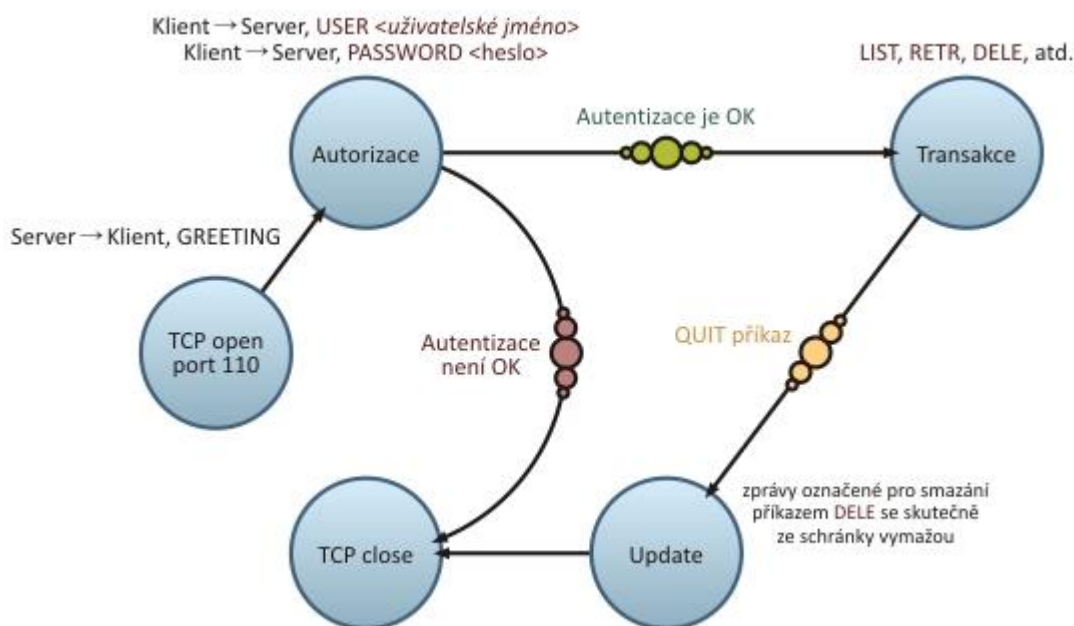 Klient → Server, USER <uživatelské jméno>
Klient → Server, PASSWORD <heslo>
LIST, RETR, DELE, atd.
Autentizace je OK
Autorizace
Transakce
Server → Klient, GREETING
TCP open
port 110
Autentizace
není OK
QUIT příkaz
zprávy označené pro smazání
příkazem DELE se skutečně
ze schránky vymažou
TCP close
Update